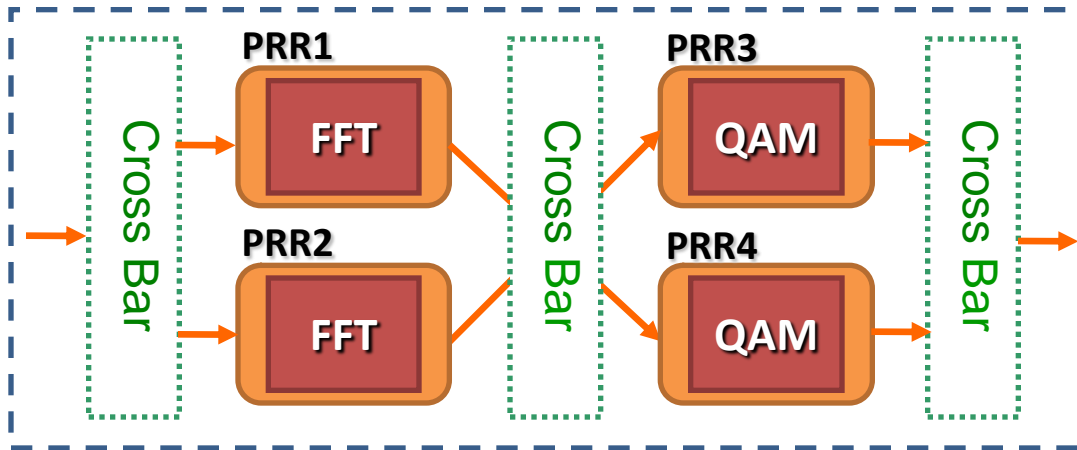 PRR1
PRR3
Cross Bar
FFT
Cross Bar
QAM
Cross Bar
PRR2
PRR4
FFT
QAM